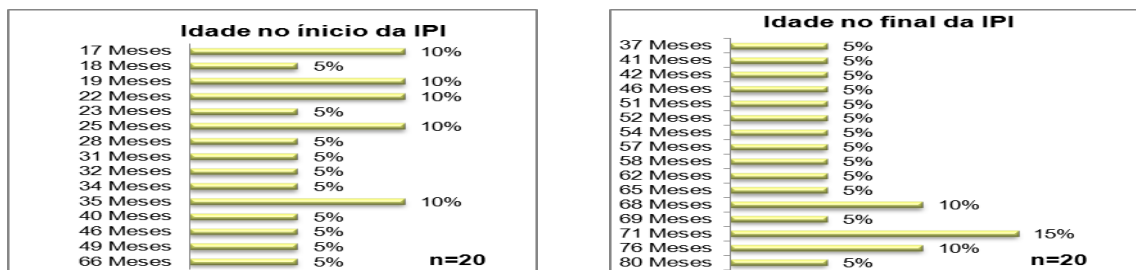 Idade no ínicio da IPI
17 Meses 10%
18 Meses 5%
19 Meses 10%
22 Meses 10%
23 Meses 5%
25 Meses 10%
28 Meses 5%
31 Meses 5%
32 Meses 5%
34 Meses 5%
35 Meses 10%
40 Meses 5%
46 Meses 5%
49 Meses 5%
66 Meses 5% n=20
Idade no final da IPI
37 Meses 5%
41 Meses 5%
42 Meses 5%
46 Meses 5%
51 Meses 5%
52 Meses 5%
54 Meses 5%
57 Meses 5%
58 Meses 5%
62 Meses 5%
65 Meses 5%
68 Meses 10%
69 Meses 5%
71 Meses 15%
76 Meses 10%
80 Meses 5% n=20